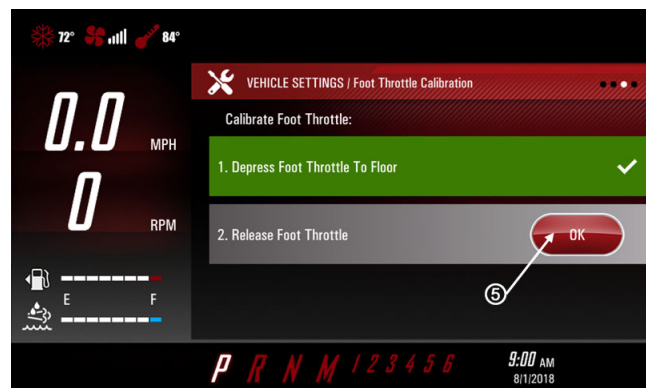 72° 84°
VEHICLE SETTINGS / Foot Throttle Calibration
Calibrate Foot Throttle:
0.0 MPH
1. Depress Foot Throttle To Floor
0 RPM
2. Release Foot Throttle OK
5
E F
P R N M 1 2 3 4 5 6
9:00 AM
8/1/2018